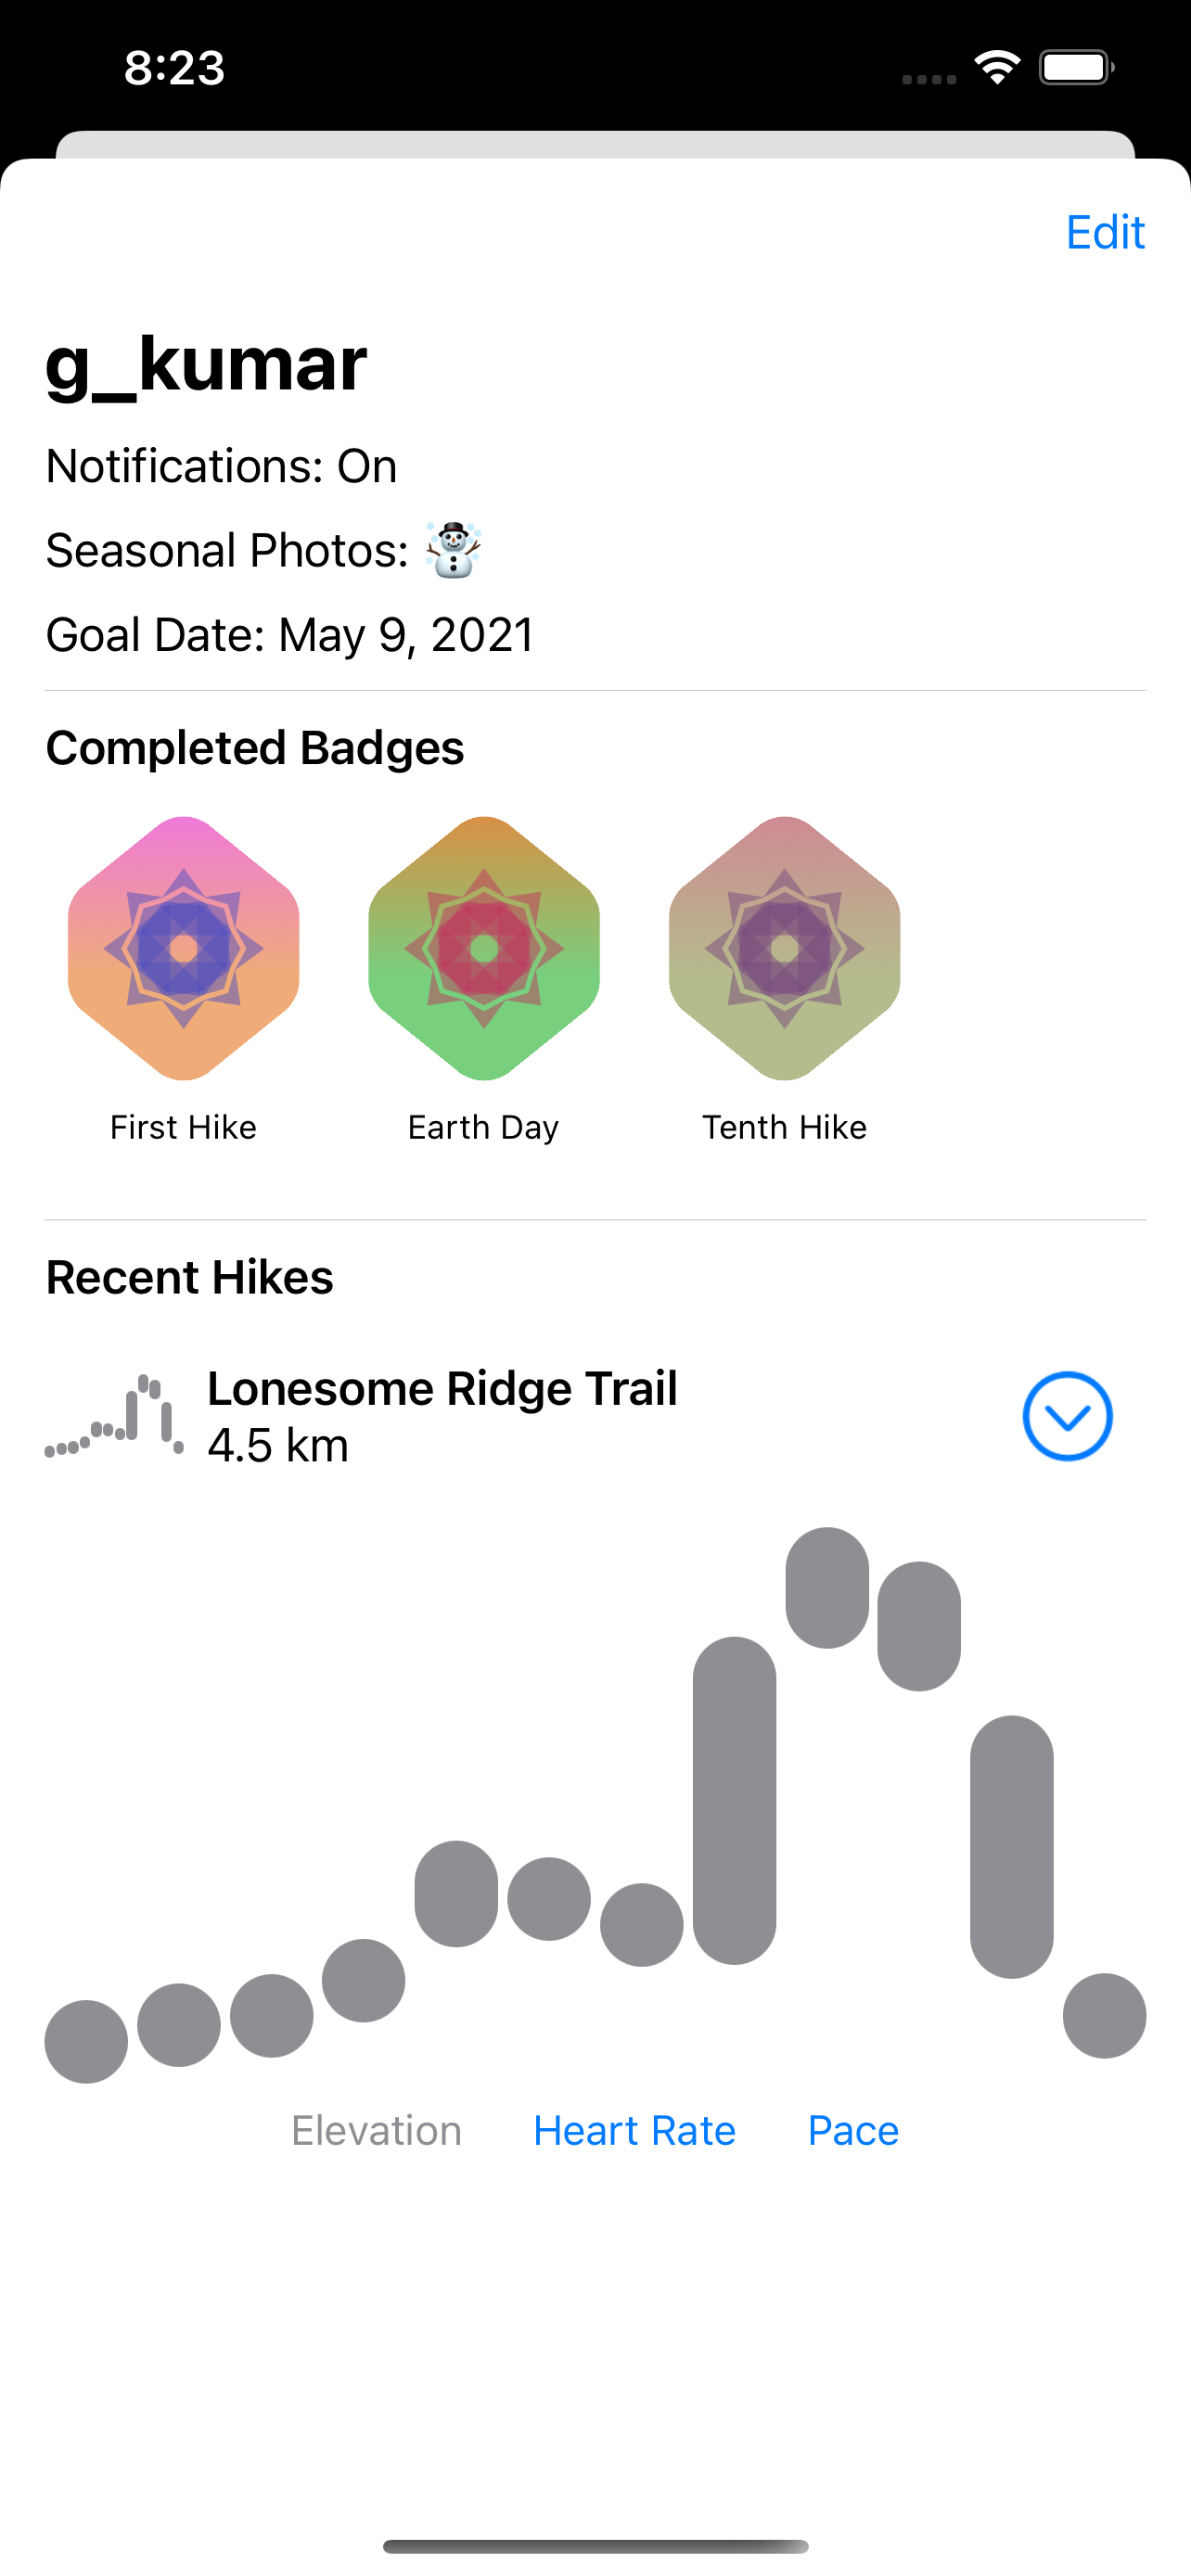 8:23
Edit
g_kumar
Notifications: On
Seasonal Photos: ☃️
Goal Date: May 9, 2021
Completed Badges
First Hike
Earth Day
Tenth Hike
Recent Hikes
Lonesome Ridge Trail
4.5 km
Elevation
Heart Rate
Pace